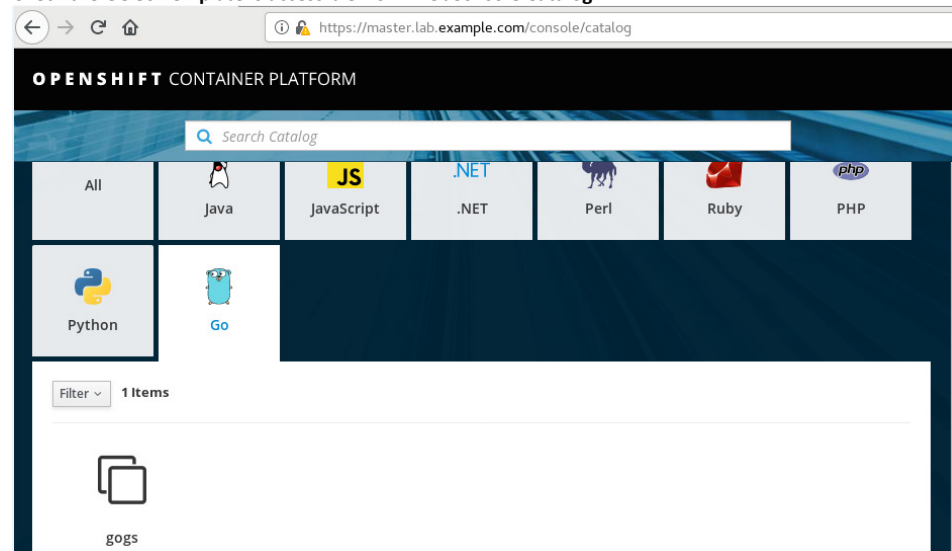 https://master.lab.example.com/console/catalog
OPENSHIFT CONTAINER PLATFORM
Search Catalog
JS
.NET
php
All
Java
JavaScript
.NET
Perl
Ruby
PHP
Python
Go
Filter
1 Items
gogs